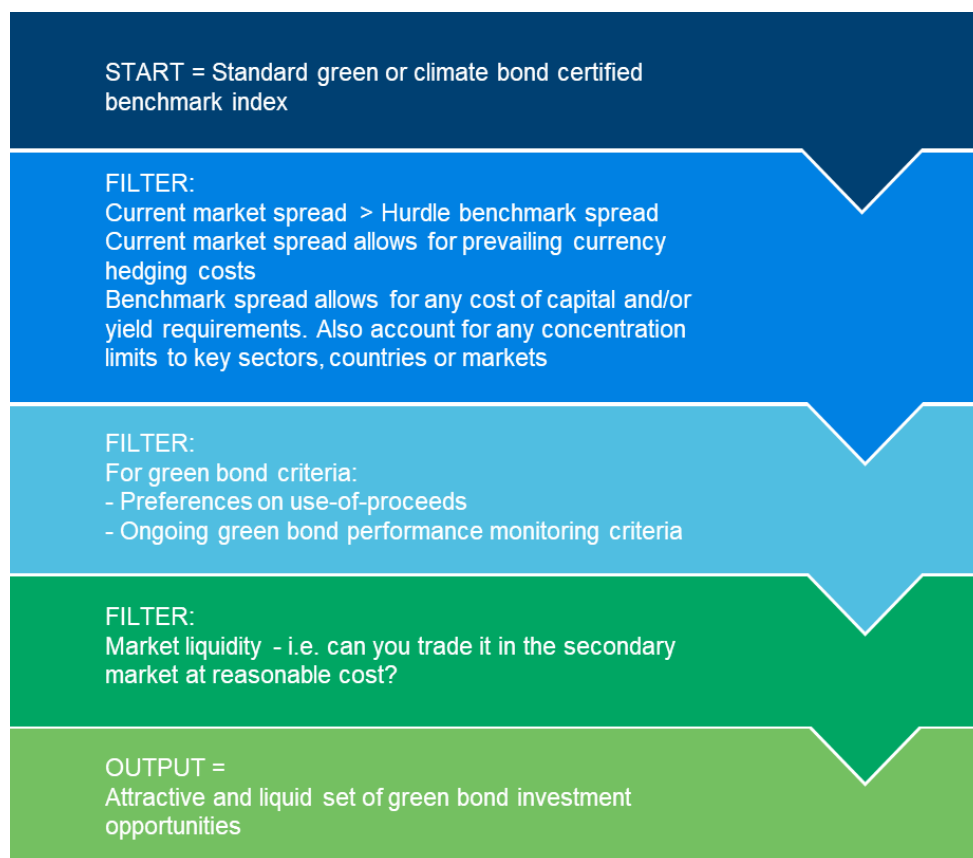 START = Standard green or climate bond certified
benchmark index
FILTER:
Current market spread > Hurdle benchmark spread
Current market spread allows for prevailing currency
hedging costs
Benchmark spread allows for any cost of capital and/or
yield requirements. Also account for any concentration
limits to key sectors, countries or markets
FILTER:
For green bond criteria:
- Preferences on use-of-proceeds
- Ongoing green bond performance monitoring criteria
FILTER:
Market liquidity - i.e. can you trade it in the secondary
market at reasonable cost?
OUTPUT =
Attractive and liquid set of green bond investment
opportunities